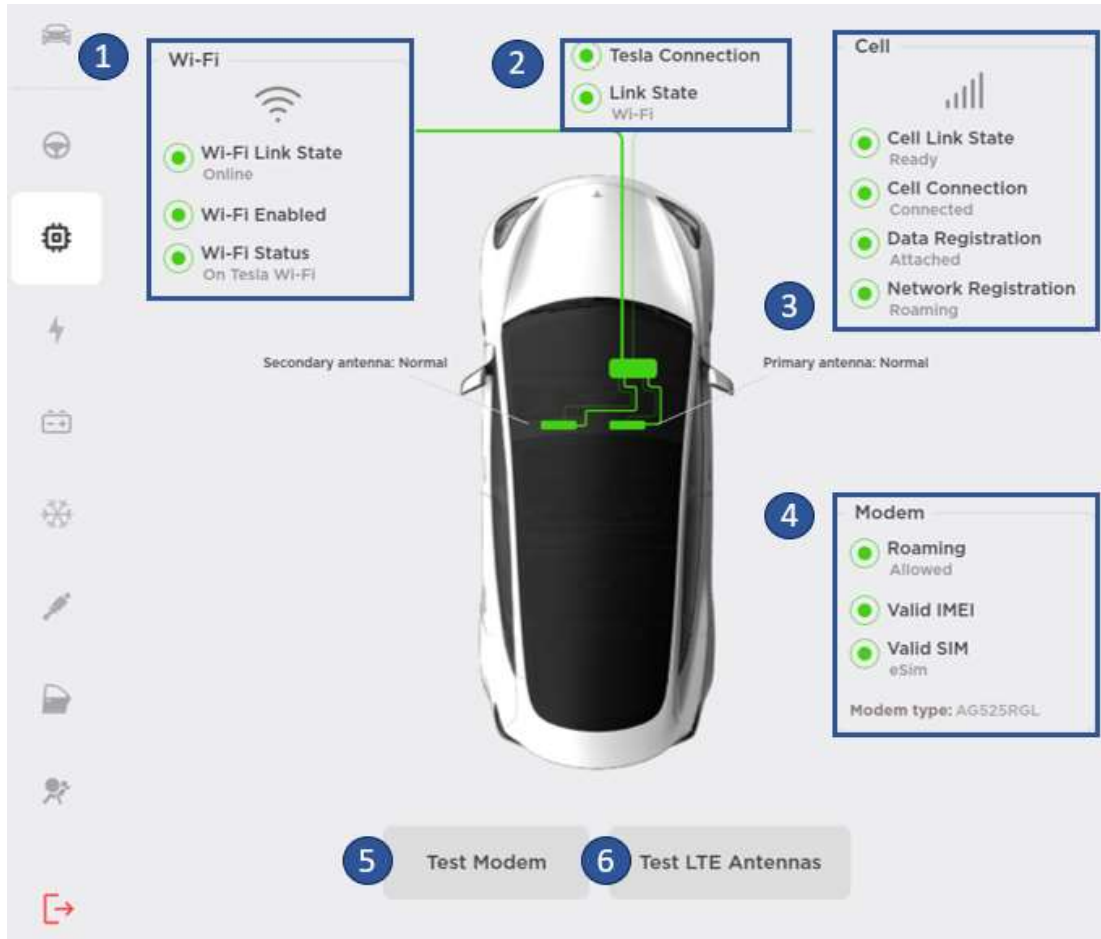 1
Wi-Fi
Wi-Fi Link State
Online
Wi-Fi Enabled
Wi-Fi Status
On Tesla Wi-Fi
2
Tesla Connection
Link State
Wi-Fi
3
Cell
Cell Link State
Ready
Cell Connection
Connected
Data Registration
Attached
Network Registration
Roaming
Secondary antenna: Normal
Primary antenna: Normal
4
Modem
Roaming
Allowed
Valid IMEI
Valid SIM
eSim
Modem type: AG525RGL
5
Test Modem
6
Test LTE Antennas